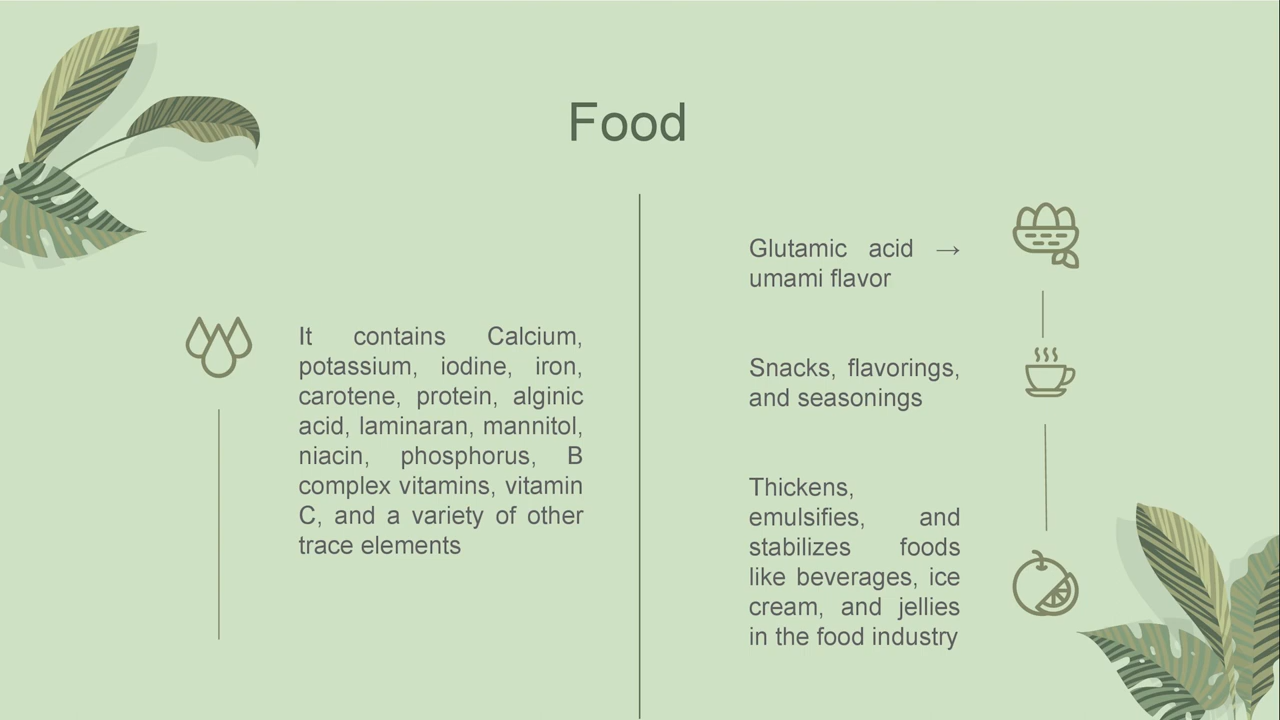 Food
It contains Calcium,
potassium, iodine, iron,
carotene, protein, alginic
acid, laminaran, mannitol,
niacin, phosphorus, B
complex vitamins, vitamin
C, and a variety of other
trace elements
Glutamic acid →
umami flavor
Snacks, flavorings,
and seasonings
Thickens,
emulsifies, and
stabilizes foods
like beverages, ice
cream, and jellies
in the food industry